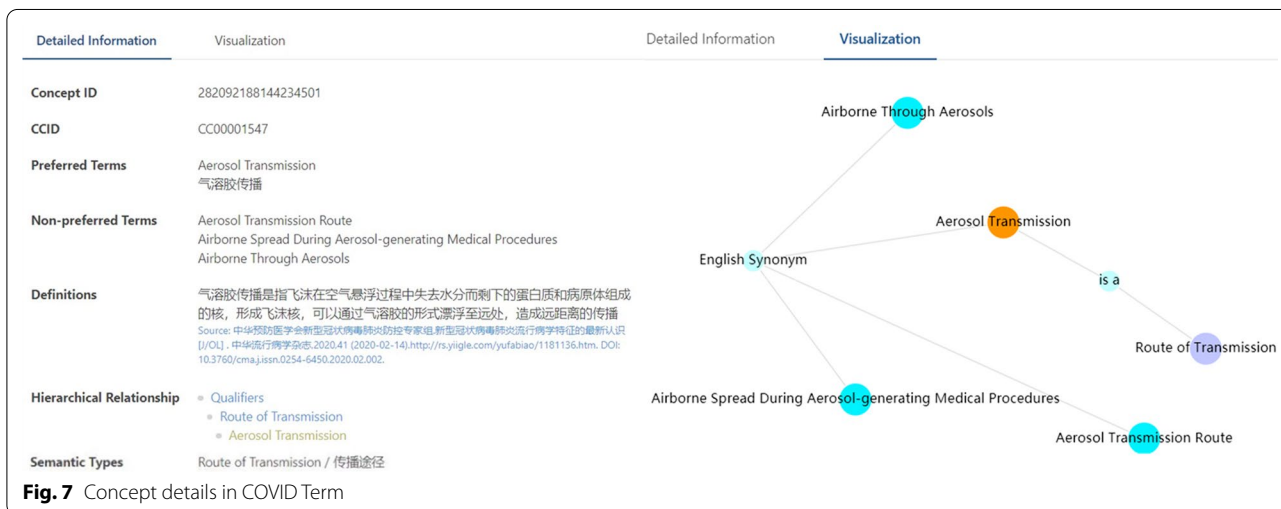 Detailed Information Visualization
Concept ID 282092188144234501
CCID CC00001547
Preferred Terms Aerosol Transmission
气溶胶传播
Non-preferred Terms Aerosol Transmission Route
Airborne Spread During Aerosol-generating Medical Procedures
Airborne Through Aerosols
Definitions 气溶胶传播是指飞沫在空气悬浮过程中失去水分而剩下的蛋白质和病原体组成
的核，形成飞沫核，可以通过气溶胶的形式漂浮至远处，造成远距离的传播
Source: 中华预防医学会新型冠状病毒肺炎防控专家组.新型冠状病毒肺炎流行病学特征的最新认识
[J/OL] . 中华流行病学杂志.2020,41 (2020-02-14).http://rs.yiigle.com/yufabiao/1181136.htm. DOI:
10.3760/cma.j.issn.0254-6450.2020.02.002.
Hierarchical Relationship Qualifiers
Route of Transmission
Aerosol Transmission
Semantic Types Route of Transmission / 传播途径
Detailed Information Visualization
Airborne Through Aerosols
Aerosol Transmission
English Synonym
is a
Route of Transmission
Airborne Spread During Aerosol-generating Medical Procedures
Aerosol Transmission Route
Fig. 7 Concept details in COVID Term